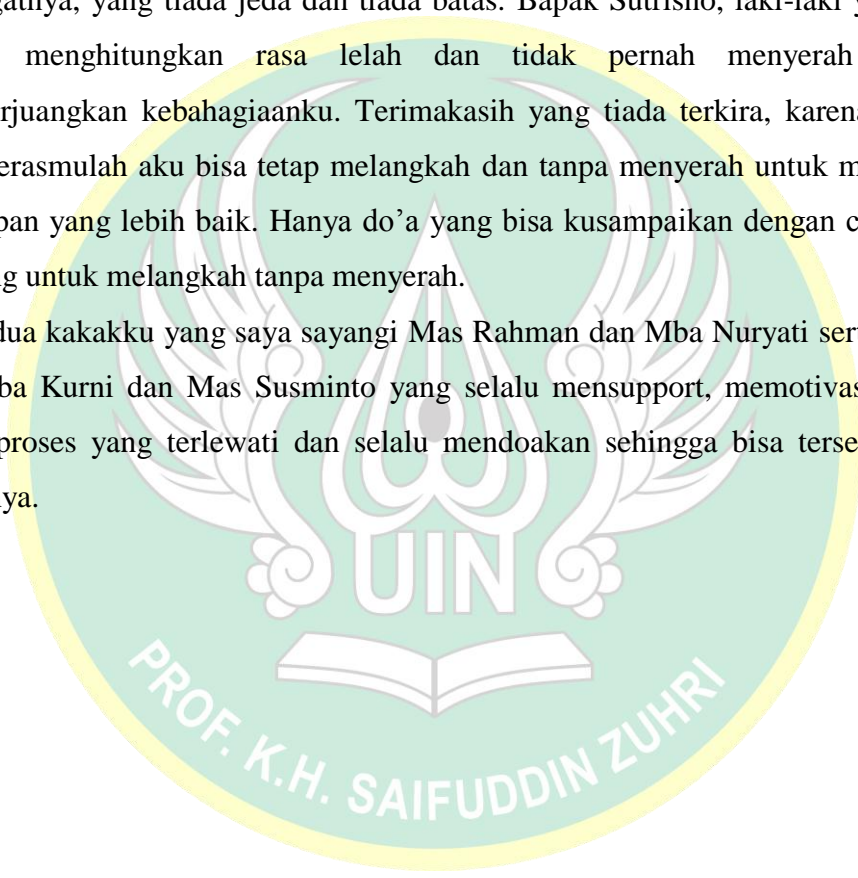 gatnya, yang tiada jeda dan tiada batas. Bapak Sutrisno, laki-laki y
menghitungkan rasa lelah dan tidak pernah menyerah
erjuangkan kebahagiaanku. Terimakasih yang tiada terkira, karena
erasmulah aku bisa tetap melangkah dan tanpa menyerah untuk m
pan yang lebih baik. Hanya do’a yang bisa kusampaikan dengan c
g untuk melangkah tanpa menyerah.
dua kakakku yang saya sayangi Mas Rahman dan Mba Nuryati ser
ba Kurni dan Mas Susminto yang selalu mensupport, memotivas
proses yang terlewati dan selalu mendoakan sehingga bisa terse
ya.
UIN
PROF. K.H. SAIFUDDIN ZUHRI